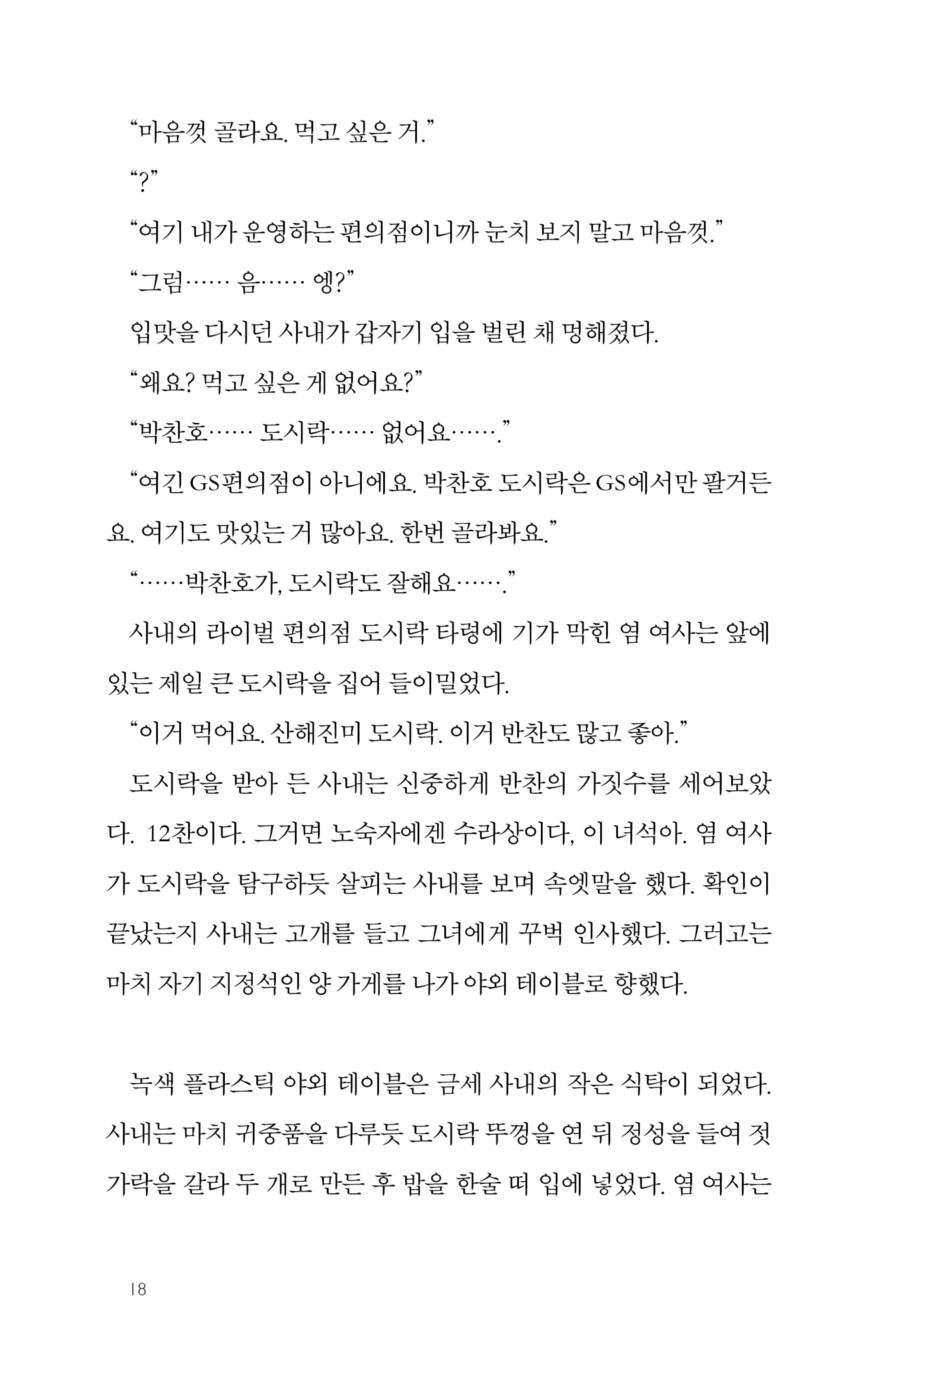 “마음껏 골라요. 먹고 싶은 거.”
“?”
“여기 내가 운영하는 편의점이니까 눈치 보지 말고 마음껏.”
“그럼…… 음…… 엥?”
입맛을 다시던 사내가 갑자기 입을 벌린 채 멍해졌다.
“왜요? 먹고 싶은 게 없어요?”
“박찬호…… 도시락…… 없어요…….”
“여긴 GS편의점이 아니에요. 박찬호 도시락은 GS에서만 팔거든
요. 여기도 맛있는 거 많아요. 한번 골라봐요.”
“……박찬호가, 도시락도 잘해요…….”
사내의 라이벌 편의점 도시락 타령에 기가 막힌 염 여사는 앞에
있는 제일 큰 도시락을 집어 들이밀었다.
“이거 먹어요. 산해진미 도시락. 이거 반찬도 많고 좋아.”
도시락을 받아 든 사내는 신중하게 반찬의 가짓수를 세어보았
다. 12찬이다. 그거면 노숙자에겐 수라상이다, 이 녀석아. 염 여사
가 도시락을 탐구하듯 살피는 사내를 보며 속엣말을 했다. 확인이
끝났는지 사내는 고개를 들고 그녀에게 꾸벅 인사했다. 그러고는
마치 자기 지정석인 양 가게를 나가 야외 테이블로 향했다.
녹색 플라스틱 야외 테이블은 금세 사내의 작은 식탁이 되었다.
사내는 마치 귀중품을 다루듯 도시락 뚜껑을 연 뒤 정성을 들여 젓
가락을 갈라 두 개로 만든 후 밥을 한술 떠 입에 넣었다. 염 여사는
18